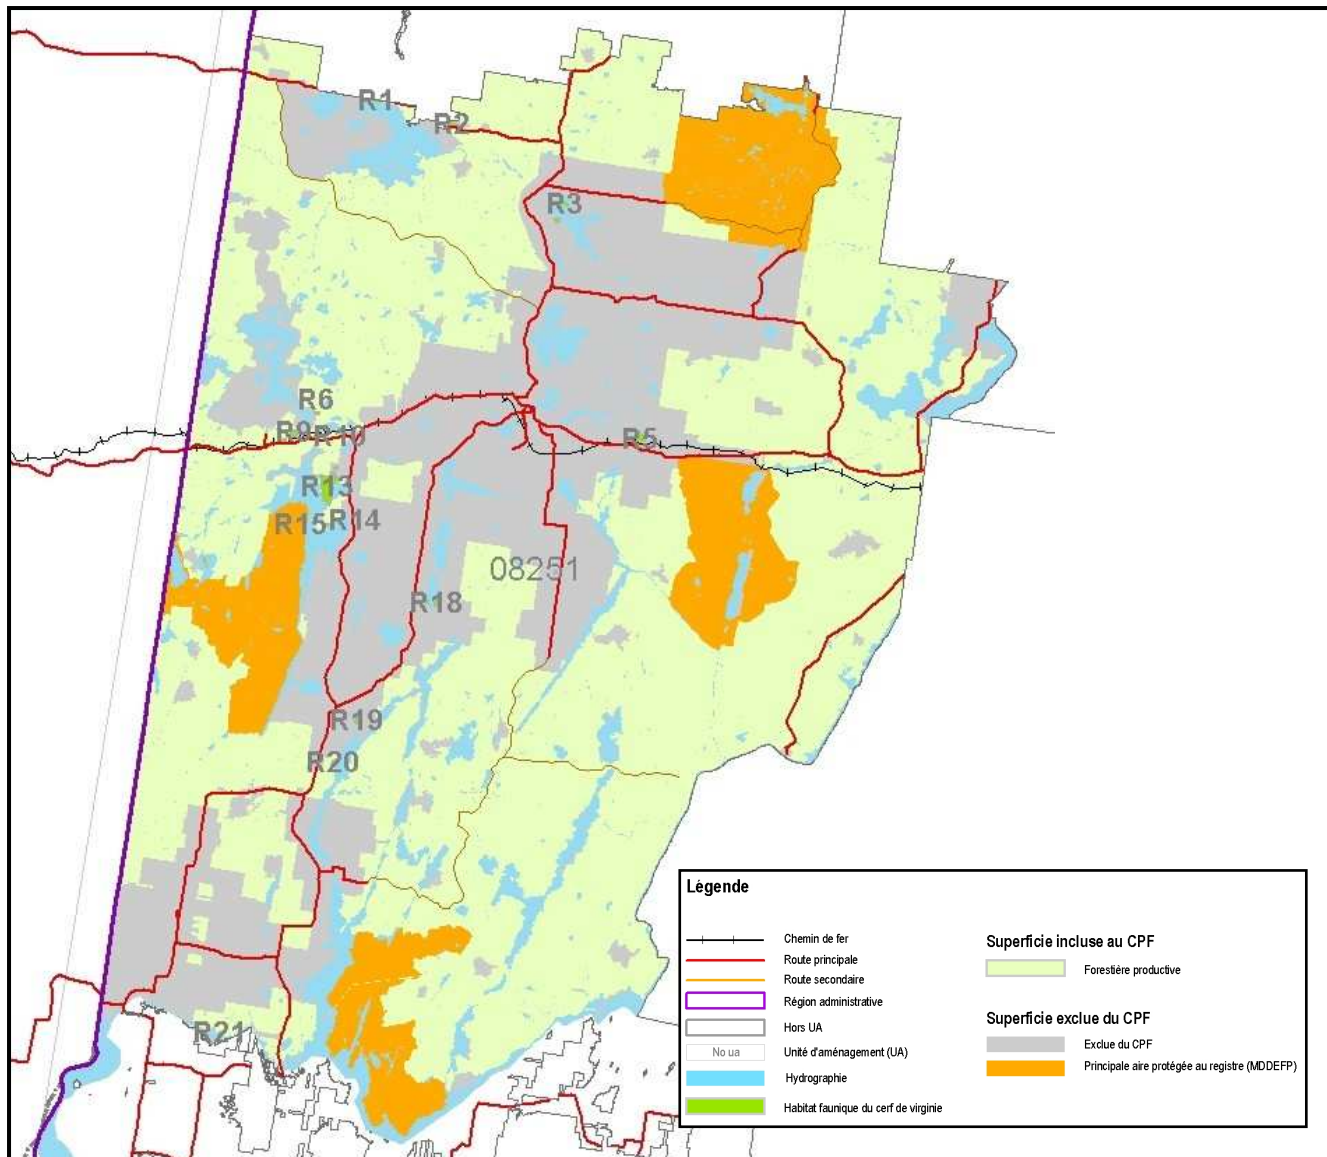 R1
R2
R3
R6
R9
R10
R5
R13
R15
R14
08251
R18
R19
R20
R21
Légende
Chemin de fer
Route principale
Route secondaire
Région administrative
Hors UA
No ua
Unité d'aménagement (UA)
Hydrographie
Habitat faunique du cerf de virginie
Superficie incluse au CPF
Forestière productive
Superficie exclue du CPF
Exclue du CPF
Principale aire protégée au registre (MDDEFP)